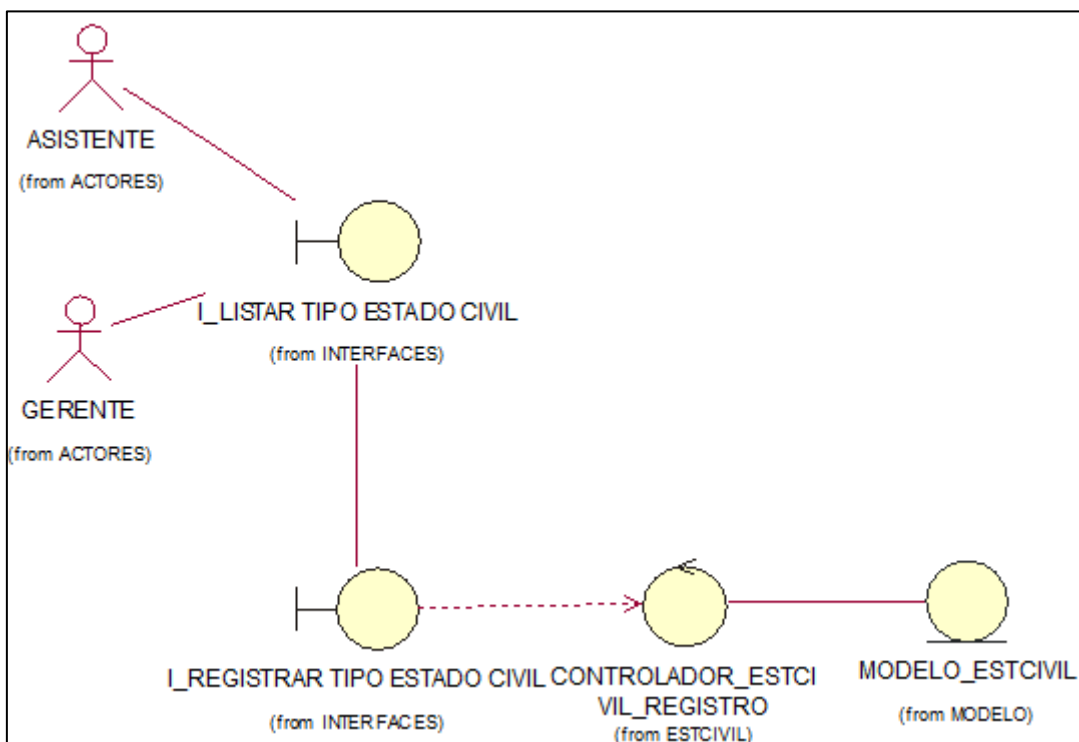 ASISTENTE
(from ACTORES)
I_LISTAR TIPO ESTADO CIVIL
(from INTERFACES)
GERENTE
(from ACTORES)
I_REGISTRAR TIPO ESTADO CIVIL
(from INTERFACES)
CONTROLADOR_ESTCI
VIL_REGISTRO
(from ESTCIVIL)
MODELO_ESTCIVIL
(from MODELO)